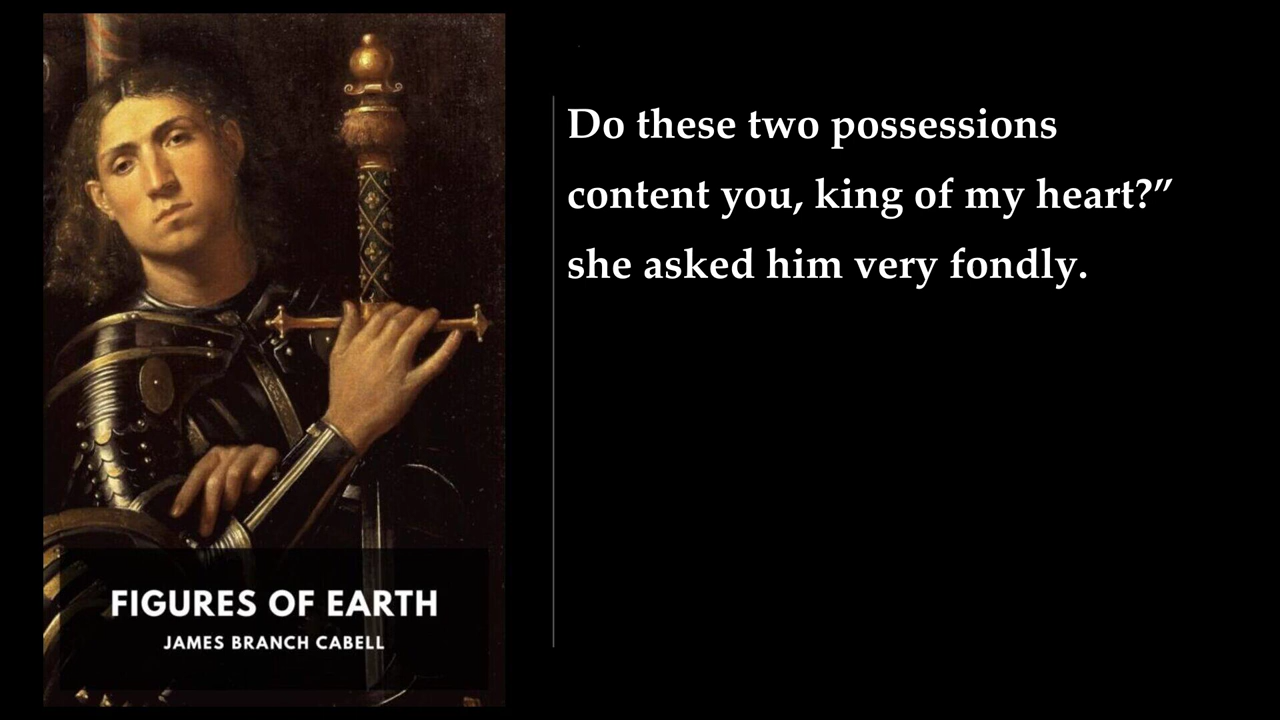 FIGURES OF EARTH
JAMES BRANCH CABELL
Do these two possessions
content you, king of my heart?”
she asked him very fondly.